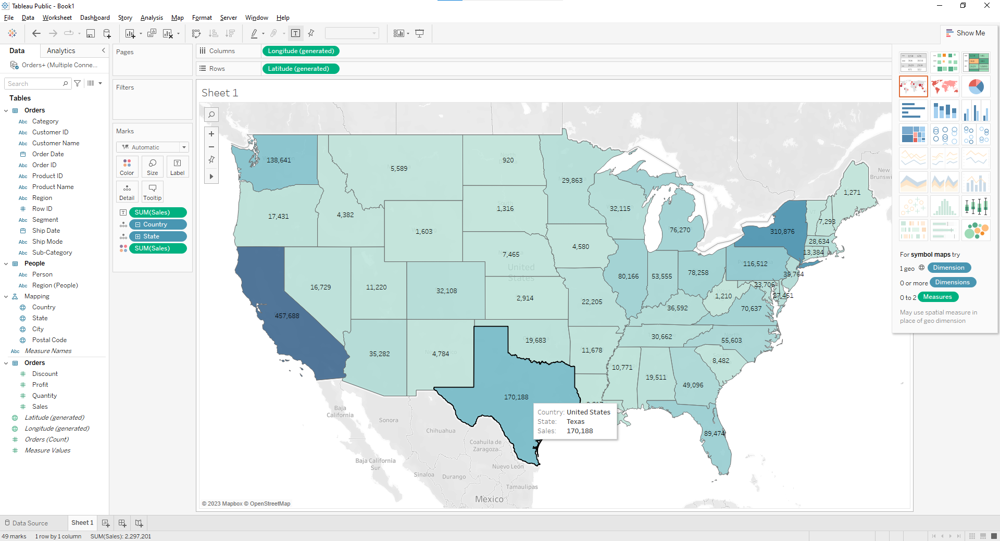 Tableau Public - Book1
File Data Worksheet Dashboard Story Analysis Map Format Server Window Help
Show Me
Data Analytics
Orders+ (Multiple Conne...
Search
Tables
Orders
Abc Category
Abc Customer ID
Abc Customer Name
Order Date
Abc Order ID
Abc Product ID
Abc Product Name
Abc Region
Row ID
Abc Segment
Ship Date
Abc Ship Mode
Abc Sub-Category
People
Abc Person
Abc Region (People)
Mapping
Country
State
City
Postal Code
Abc Measure Names
Orders
Discount
Profit
Quantity
Sales
Latitude (generated)
Longitude (generated)
Orders (Count)
Measure Values
Pages
Filters
Marks
Automatic
Color Size Label
Detail Tooltip
SUM(Sales)
Country
State
SUM(Sales)
Columns Longitude (generated)
Rows Latitude (generated)
Sheet 1
138,641
5,589
920
29,863
1,271
New
Brunswi
17,431
4,382
1,316
32,115
76,270
310,876
7,293
1,603
28,634
4,580
13,384
7,465
116,512
United
States
35,764
80,166
53,555
78,258
16,729
11,220
32,108
23,706
27,451
2,914
22,205
1,210
36,592
70,637
457,688
19,683
30,662
55,603
35,282
4,784
11,678
8,482
10,771
19,511
49,096
170,188
Country: United States
State: Texas
Sales: 170,188
89,474
Baja
California
Sonora
Chihuahua
Coahuila de
Zaragoza
Baja California
Sur
Nuevo León
Sinaloa
Durango
Tamaulipas
Mexico
© 2023 Mapbox © OpenStreetMap
For symbol maps try
1 geo Dimension
0 or more Dimensions
0 to 2 Measures
May use spatial measure in
place of geo dimension
Data Source Sheet 1
49 marks 1 row by 1 column SUM(Sales): 2,297,201